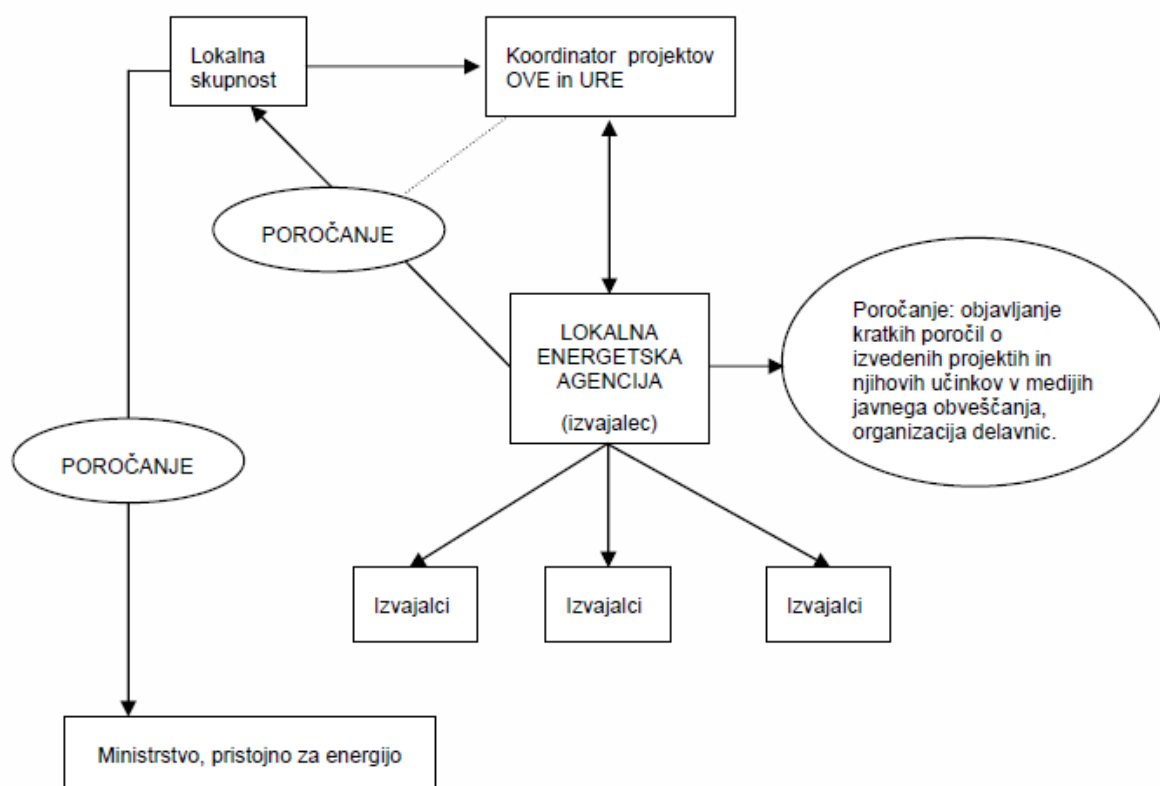 Lokalna
skupnost
Koordinator projektov
OVE in URE
POROČANJE
LOKALNA
ENERGETSKA
AGENCIJA
(izvajalec)
Poročanje: objavljanje
kratkih poročil o
izvedenih projektih in
njihovih učinkov v medijih
javnega obveščanja,
organizacija delavnic.
POROČANJE
Izvajalci
Izvajalci
Izvajalci
Ministrstvo, pristojno za energijo